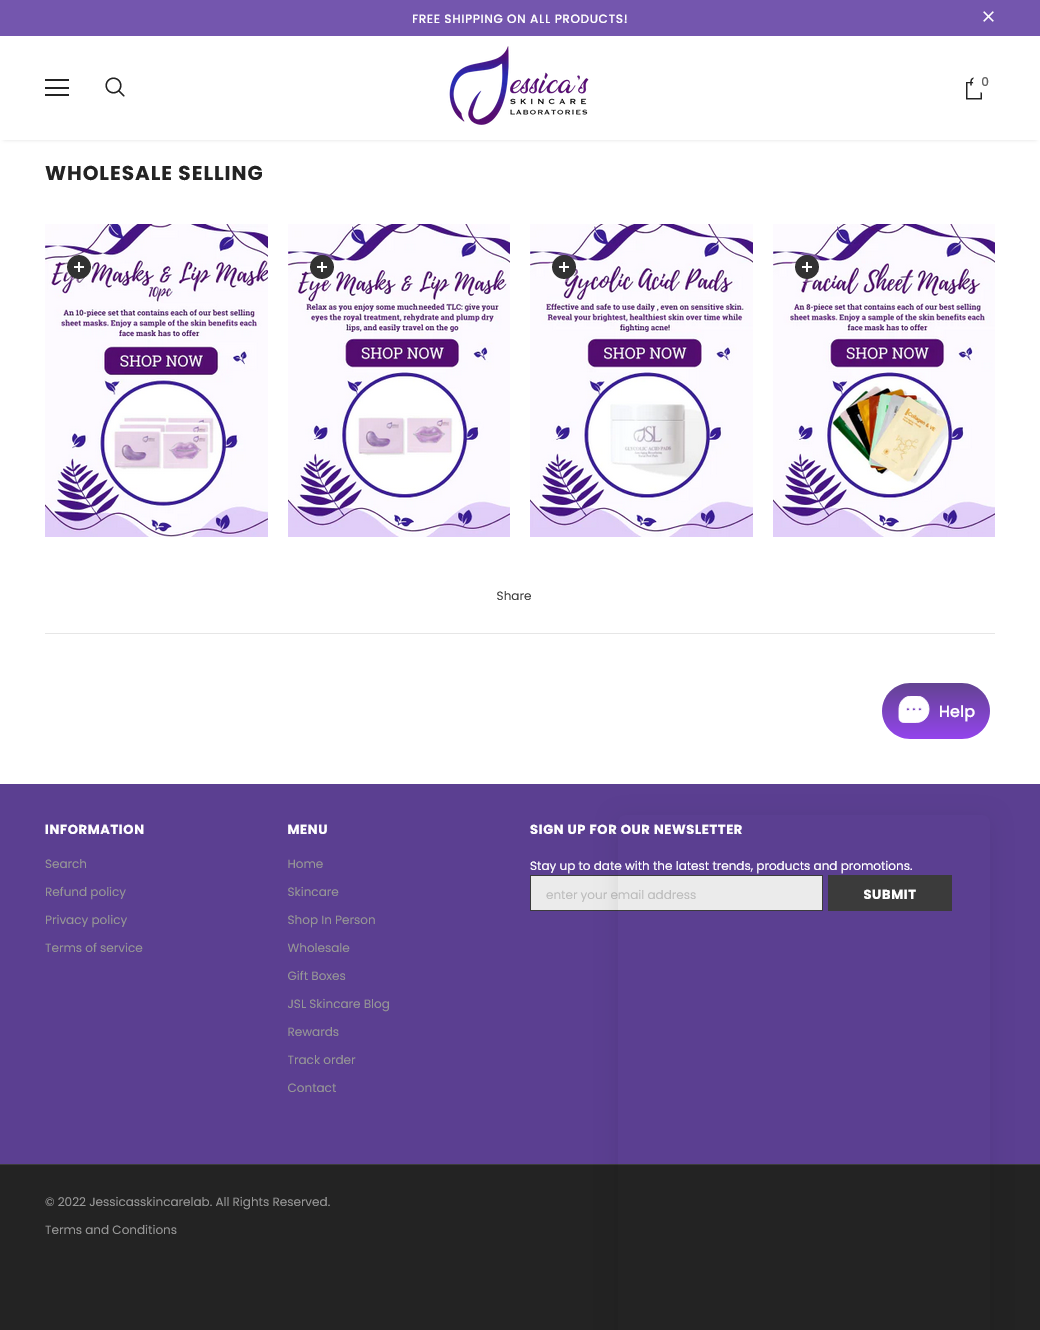 FREE SHIPPING ON ALL PRODUCTS!
0
Jessica's
SKINCARE
LABORATORIES
WHOLESALE SELLING
Eye Masks & Lip Mask
10pc
An 10-piece set that contains each of our best selling
sheet masks. Enjoy a sample of the skin benefits each
face mask has to offer
SHOP NOW
Eye Masks & Lip Mask
Relax as you enjoy some much needed TLC: give your
eyes the royal treatment, rehydrate and plump dry
lips, and easily travel on the go
SHOP NOW
Gycolic Acid Pads
Effective and safe to use daily , even on sensitive skin.
Reveal your brightest, healthiest skin over time while
fighting acne!
SHOP NOW
JSL
GLYCOLIC ACID PADS
Facial Sheet Masks
An 8-piece set that contains each of our best selling
sheet masks. Enjoy a sample of the skin benefits each
face mask has to offer
SHOP NOW
Share
Help
INFORMATION
Search
Refund policy
Privacy policy
Terms of service
MENU
Home
Skincare
Shop In Person
Wholesale
Gift Boxes
JSL Skincare Blog
Rewards
Track order
Contact
SIGN UP FOR OUR NEWSLETTER
Stay up to date with the latest trends, products and promotions.
enter your email address
SUBMIT
© 2022 Jessicasskincarelab. All Rights Reserved.
Terms and Conditions